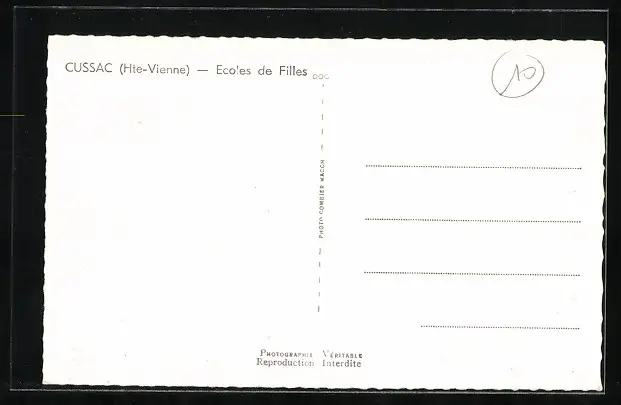 CUSSAC (Hte-Vienne) — Ecoles de Filles
10
PHOTO COMBIER MACON
PHOTOGRAPHIE VÉRITABLE
Reproduction Interdite